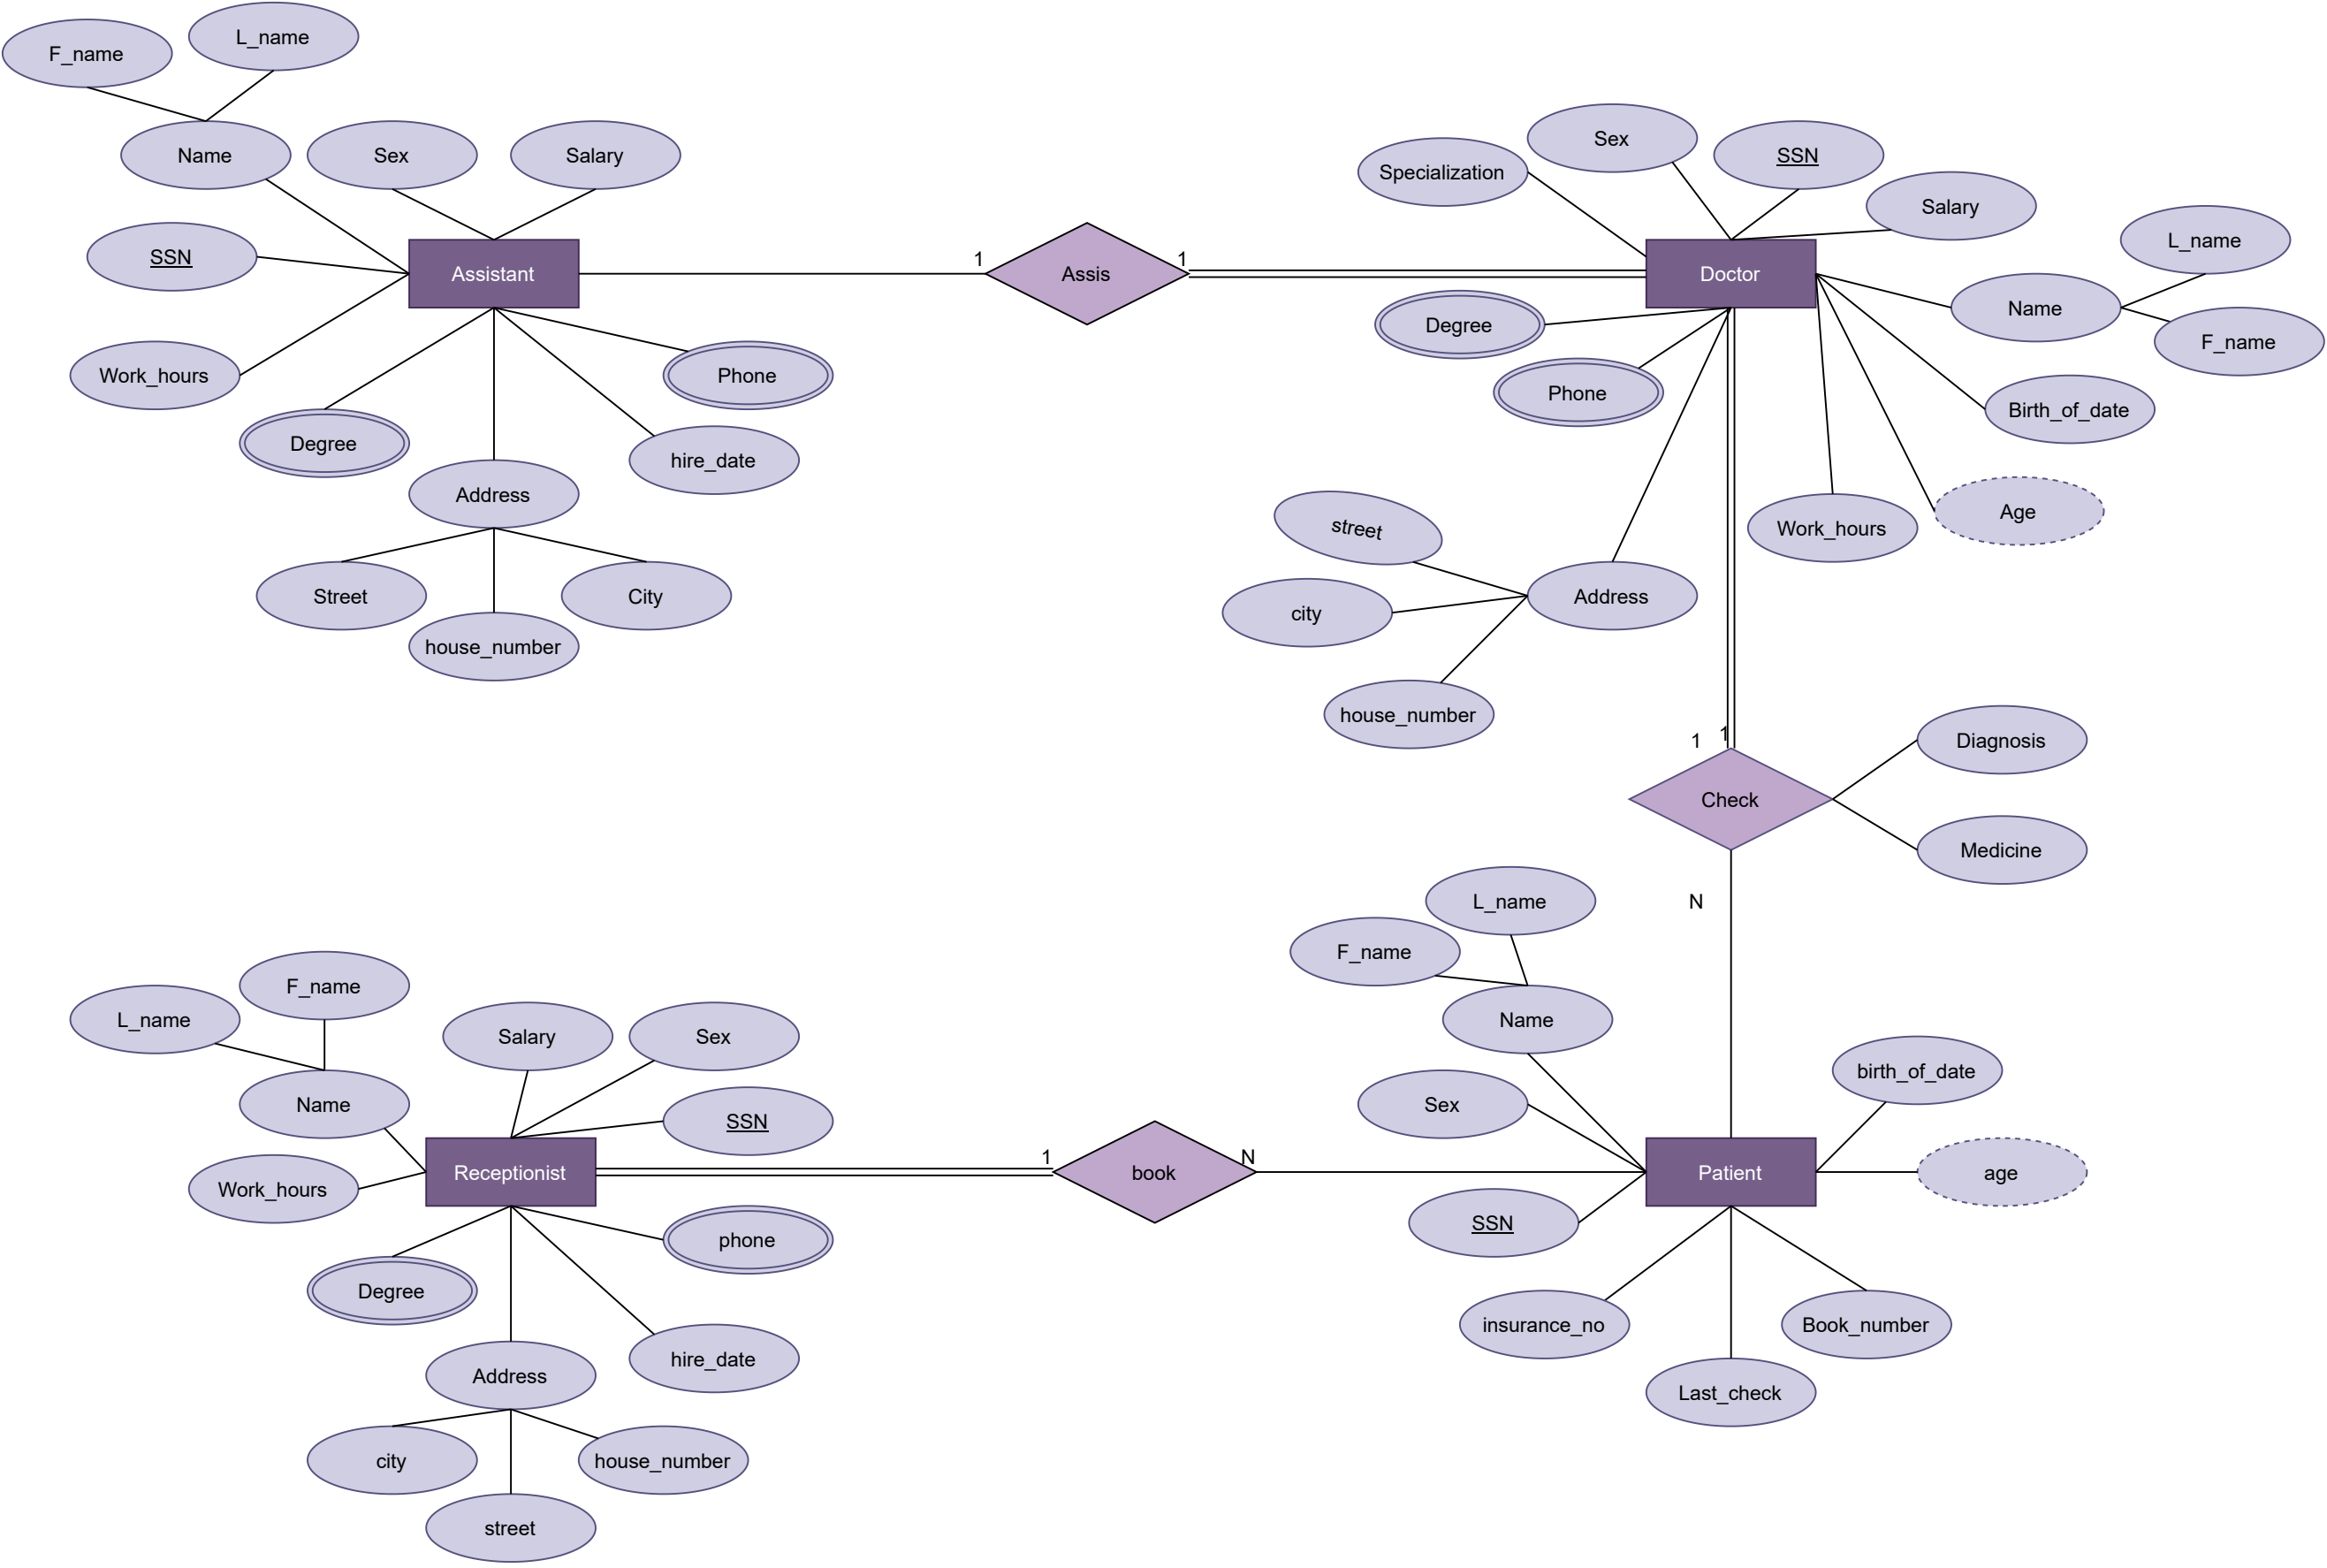 F_name
L_name
Name
Sex
Salary
SSN
Assistant
Work_hours
Degree
Phone
hire_date
Address
Street
City
house_number
1
Assis
1
Specialization
Sex
SSN
Salary
L_name
Doctor
Name
F_name
Degree
Phone
Birth_of_date
Age
Work_hours
street
city
Address
house_number
1
1
Check
Diagnosis
Medicine
N
L_name
F_name
Name
Sex
SSN
Patient
birth_of_date
age
insurance_no
Book_number
Last_check
F_name
L_name
Name
Salary
Sex
SSN
Receptionist
Work_hours
1
book
N
phone
Degree
hire_date
Address
city
house_number
street